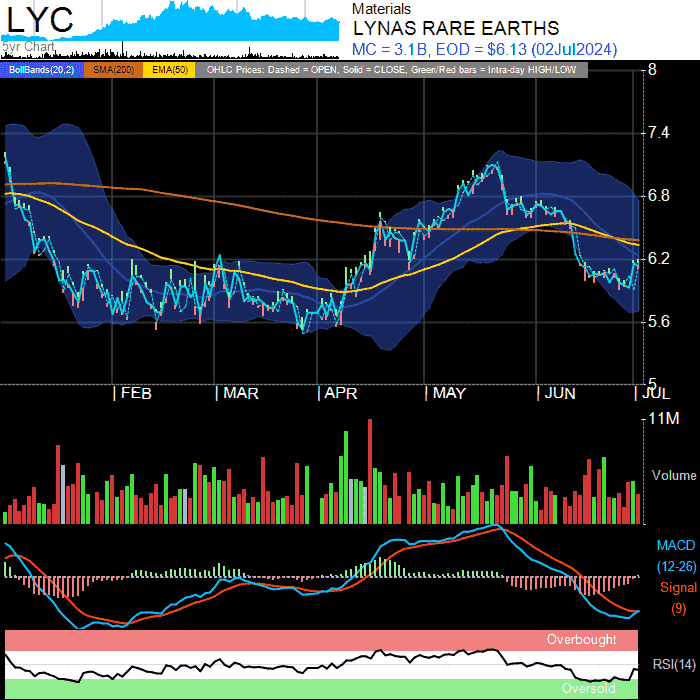 LYC
5yr Chart
Materials
LYNAS RARE EARTHS
MC = 3.1B, EOD = $6.13 (02Jul2024)
BollBands(20,2) SMA(200) EMA(50) OHLC Prices: Dashed = OPEN, Solid = CLOSE, Green/Red bars = Intra-day HIGH/LOW
8
7.4
6.8
6.2
5.6
5
FEB MAR APR MAY JUN JUL
11M
Volume
MACD
(12-26)
Signal
(9)
Overbought
RSI(14)
Oversold